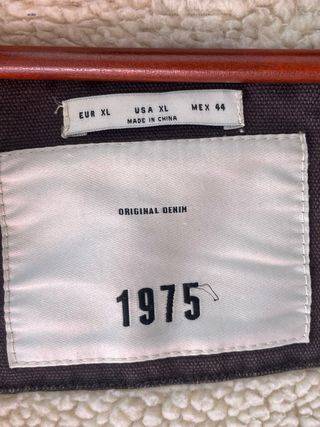 EUR XL USA XL MEX 44
MADE IN CHINA
ORIGINAL DENIM
1975